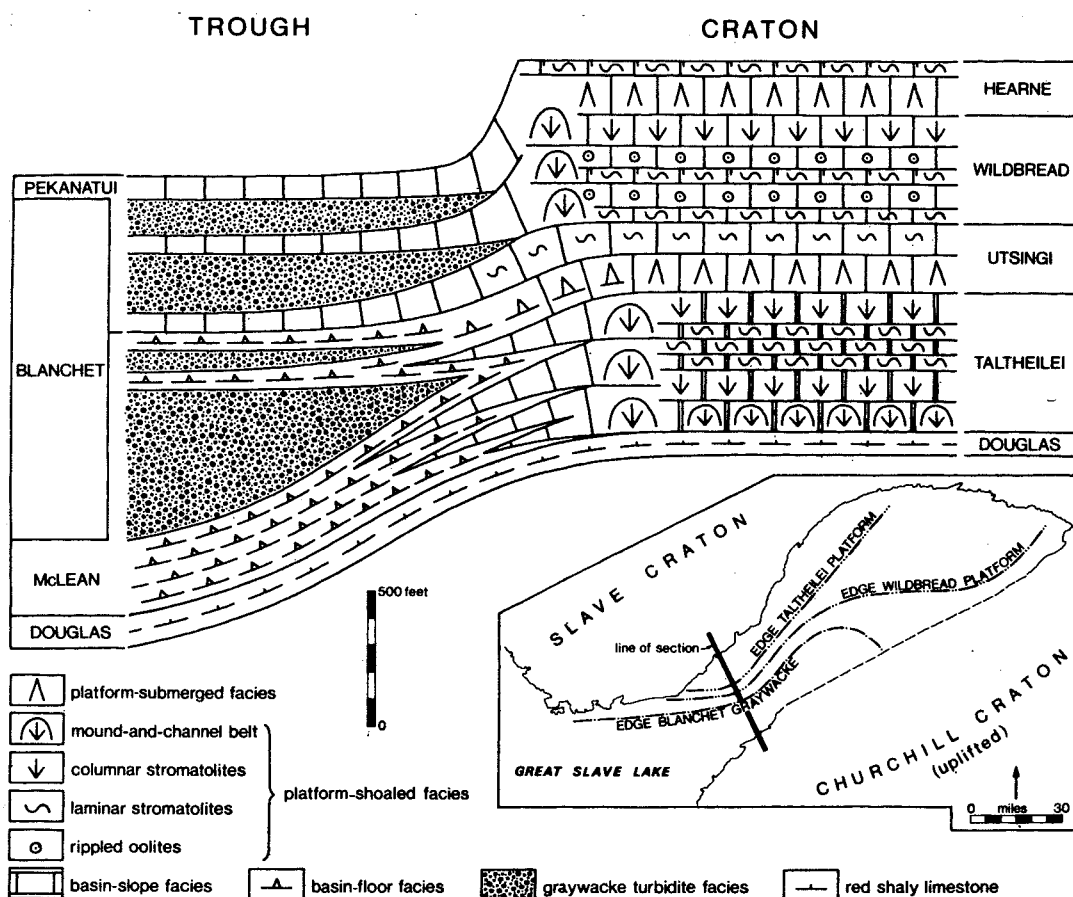 TROUGH
CRATON
HEARNE
WILDBREAD
UTSINGI
TALTHEILEI
DOUGLAS
PEKANATUI
BLANCHET
McLEAN
DOUGLAS
500 feet
0
platform-submerged facies
mound-and-channel belt
columnar stromatolites
laminar stromatolites
rippled oolites
platform-shoaled facies
basin-slope facies
basin-floor facies
graywacke turbidite facies
red shaly limestone
SLAVE CRATON
EDGE TALTHEILEI PLATFORM
EDGE WILDBREAD PLATFORM
line of section
EDGE BLANCHET GRAYWACKE
GREAT SLAVE LAKE
CHURCHILL CRATON
(uplifted)
0 miles 30